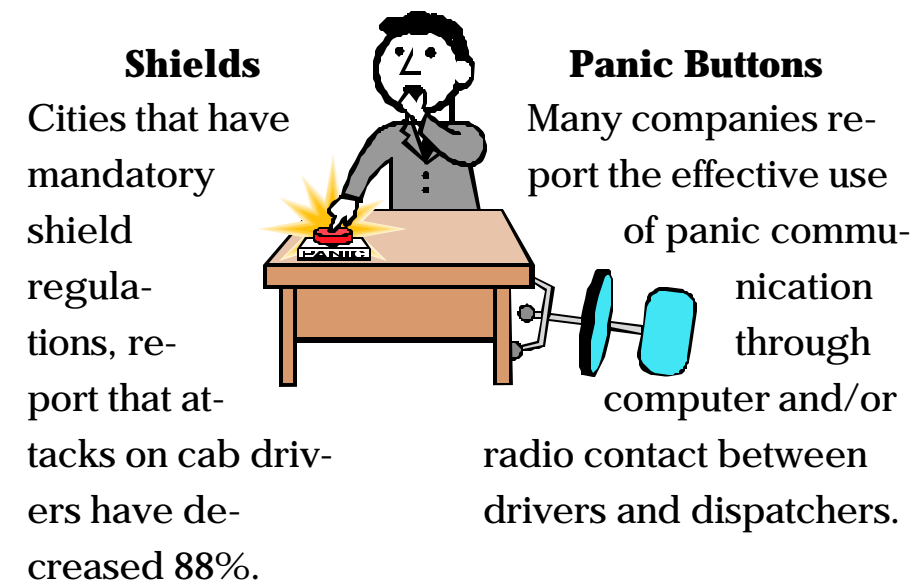 Shields
Cities that have
mandatory
shield
regula-
tions, re-
port that at-
tacks on cab driv-
ers have de-
creased 88%.
PANIC
Panic Buttons
Many companies re-
port the effective use
of panic commu-
nication
through
computer and/or
radio contact between
drivers and dispatchers.